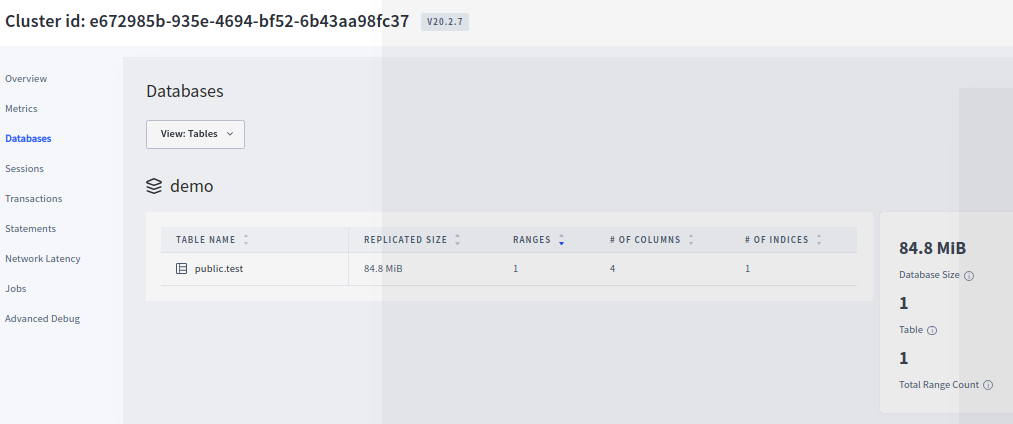 Cluster id: e672985b-935e-4694-bf52-6b43aa98fc37 V20.2.7
Overview
Metrics
Databases
Sessions
Transactions
Statements
Network Latency
Jobs
Advanced Debug
Databases
View: Tables
demo
TABLE NAME REPLICATED SIZE RANGES # OF COLUMNS # OF INDICES
public.test 84.8 MiB 1 4 1
84.8 MiB
Database Size
1
Table
1
Total Range Count